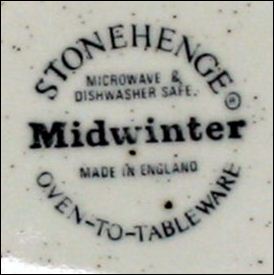 STONEHENGE®
MICROWAVE &
DISHWASHER SAFE.
Midwinter
MADE IN ENGLAND
OVEN-TO-TABLEWARE